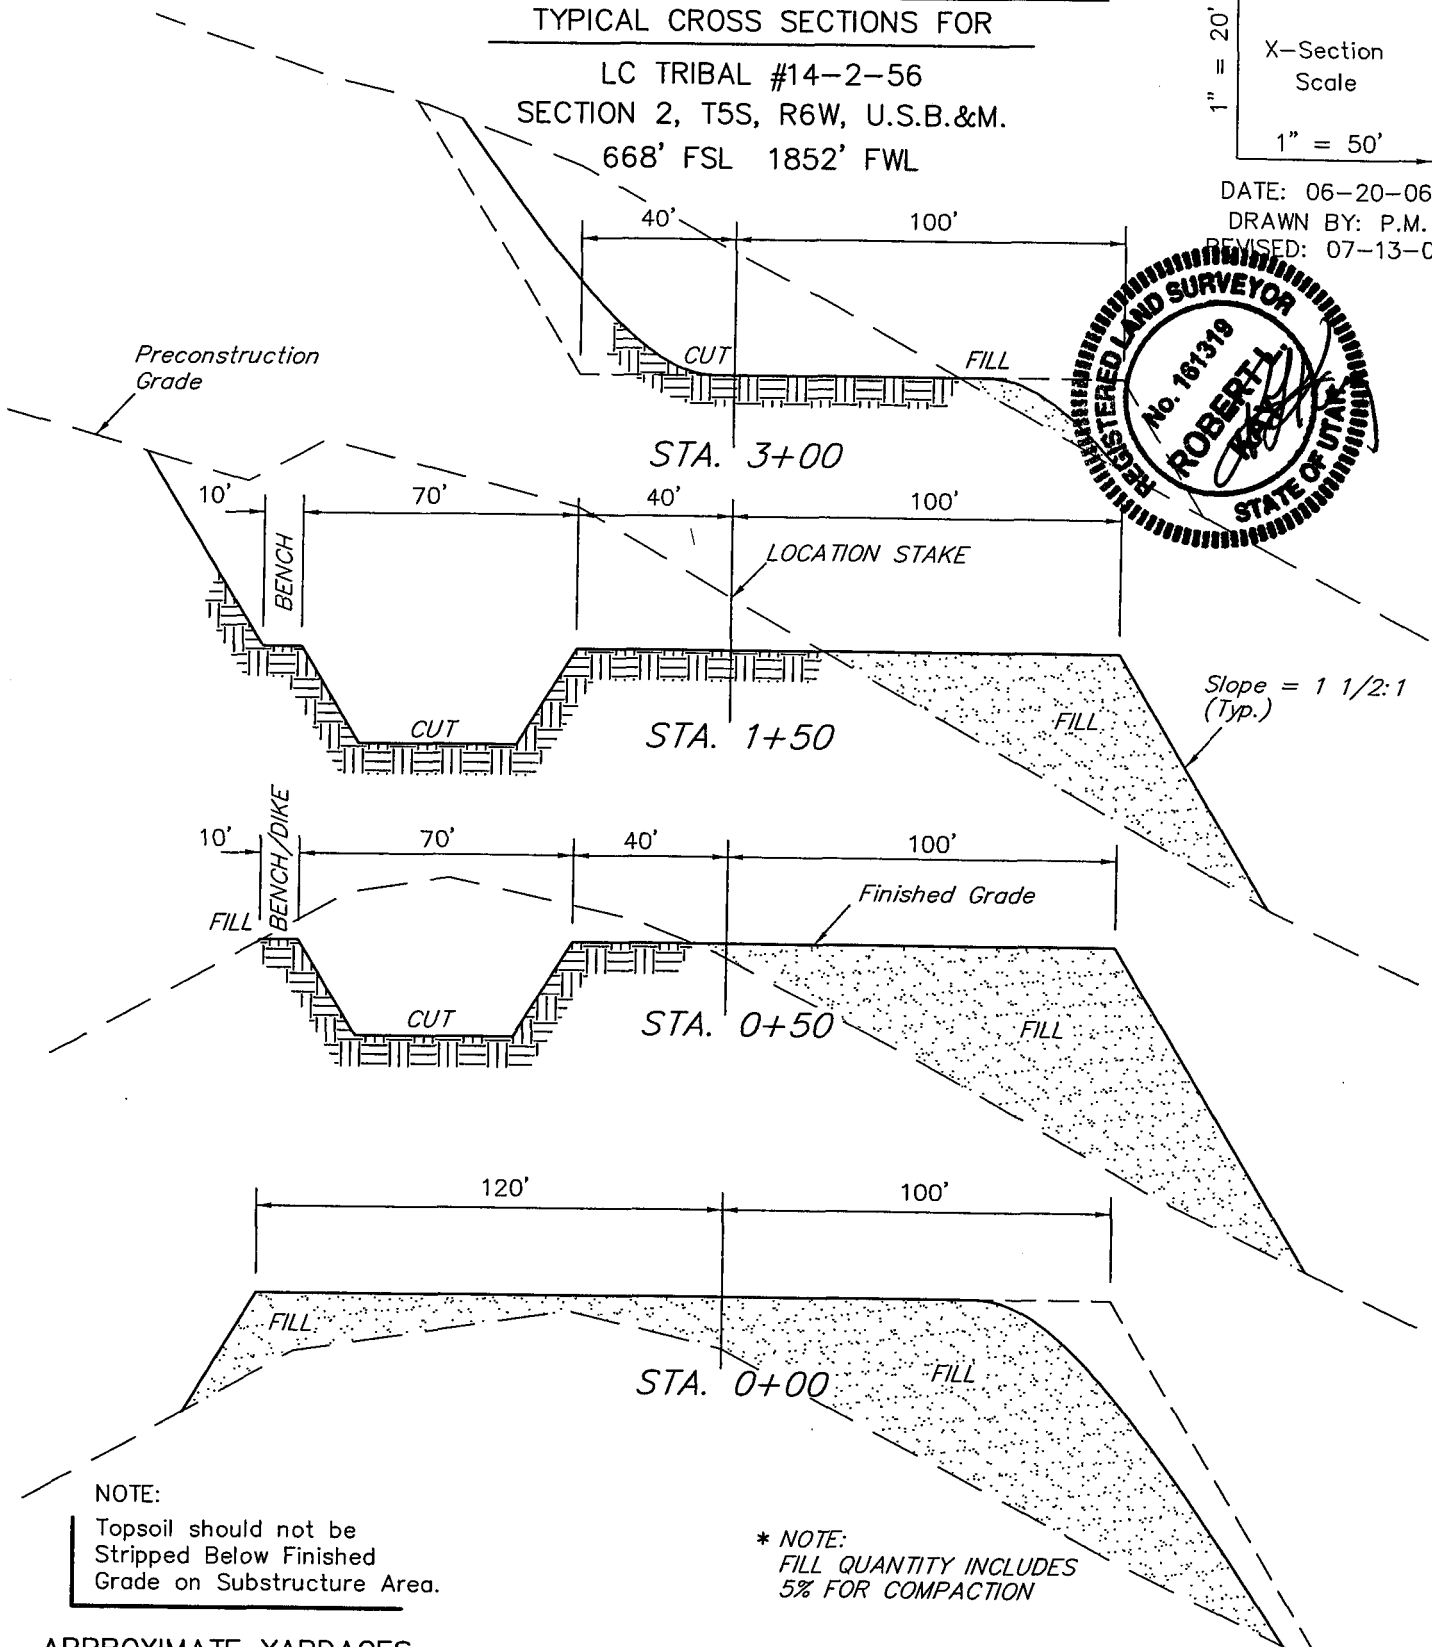 TYPICAL CROSS SECTIONS FOR
LC TRIBAL #14-2-56
SECTION 2, T5S, R6W, U.S.B.&M.
668' FSL 1852' FWL
1" = 20'
X-Section
Scale
1" = 50'
DATE: 06-20-06
DRAWN BY: P.M.
REVISED: 07-13-0
REGISTERED LAND SURVEYOR
No. 161319
ROBERT L.
KAY
STATE OF UTAH
40' 100'
CUT
FILL
STA. 3+00
Preconstruction
Grade
10' 70' 40' 100'
BENCH
LOCATION STAKE
CUT
FILL
STA. 1+50
Slope = 1 1/2:1
(Typ.)
10' 70' 40' 100'
BENCH/DIKE
FILL
Finished Grade
CUT
FILL
STA. 0+50
120' 100'
FILL
FILL
STA. 0+00
NOTE:
Topsoil should not be
Stripped Below Finished
Grade on Substructure Area.
* NOTE:
FILL QUANTITY INCLUDES
5% FOR COMPACTION
APPROXIMATE YARDAGES